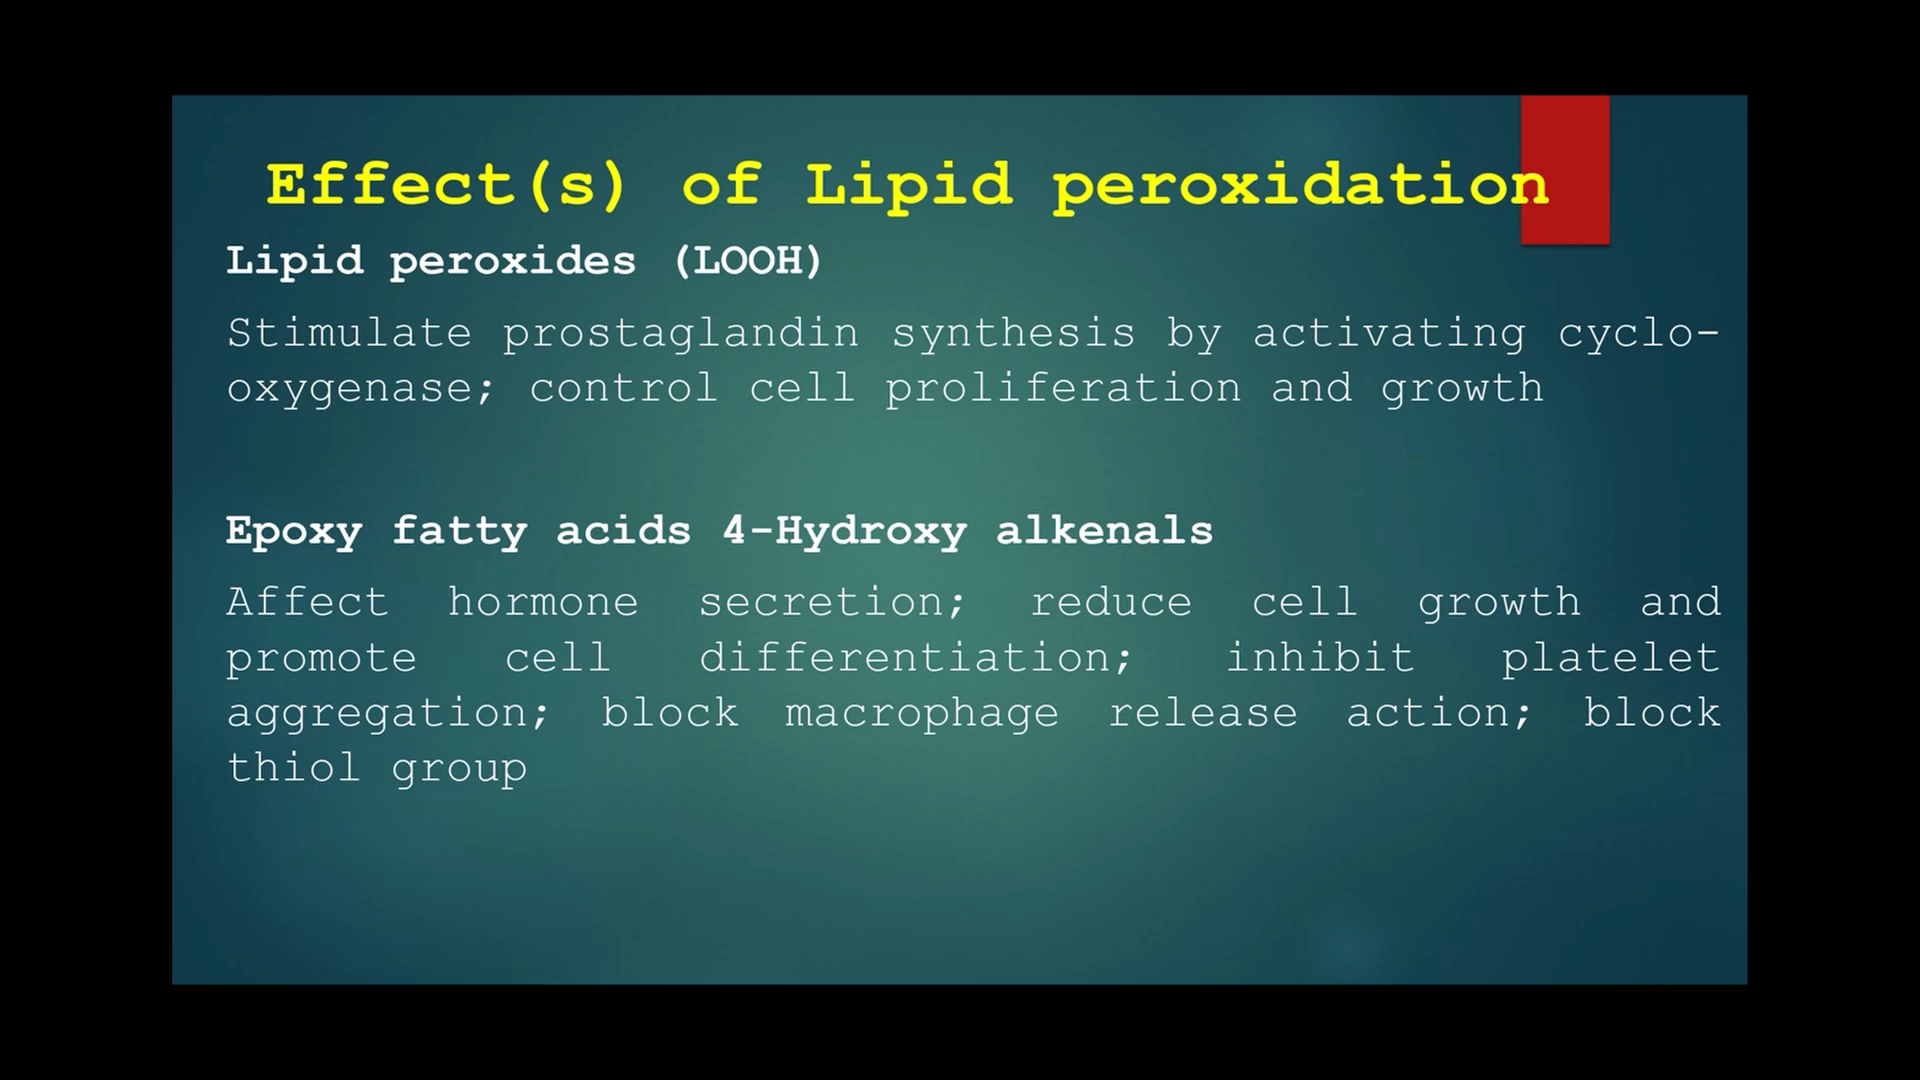 Effect(s) of Lipid peroxidation
Lipid peroxides (LOOH)
Stimulate prostaglandin synthesis by activating cyclo-
oxygenase; control cell proliferation and growth
Epoxy fatty acids 4-Hydroxy alkenals
Affect hormone secretion; reduce cell growth and
promote cell differentiation; inhibit platelet
aggregation; block macrophage release action; block
thiol group